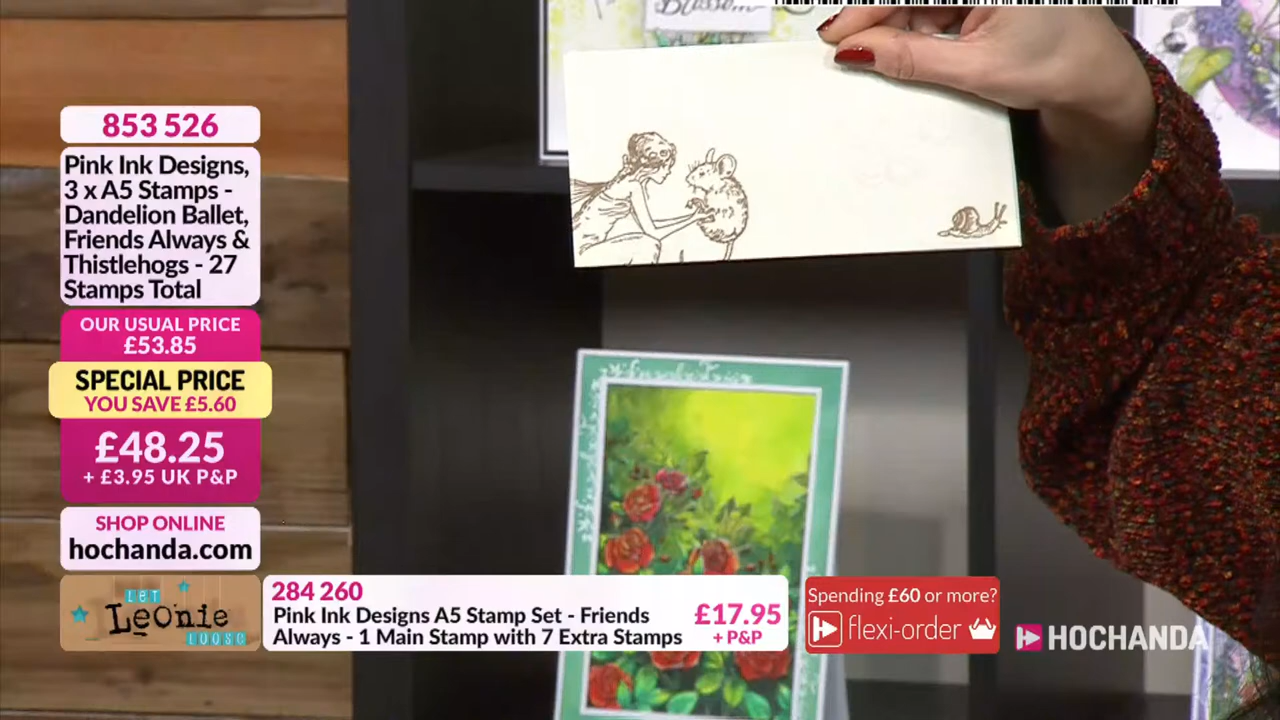 Blossom
853 526
Pink Ink Designs,
3 x A5 Stamps -
Dandelion Ballet,
Friends Always &
Thistlehogs - 27
Stamps Total
OUR USUAL PRICE
£53.85
SPECIAL PRICE
YOU SAVE £5.60
£48.25
+ £3.95 UK P&P
SHOP ONLINE
hochanda.com
LET
Leonie
LOOSE
284 260
Pink Ink Designs A5 Stamp Set - Friends
Always - 1 Main Stamp with 7 Extra Stamps
£17.95
+ P&P
Spending £60 or more?
flexi-order
HOCHANDA